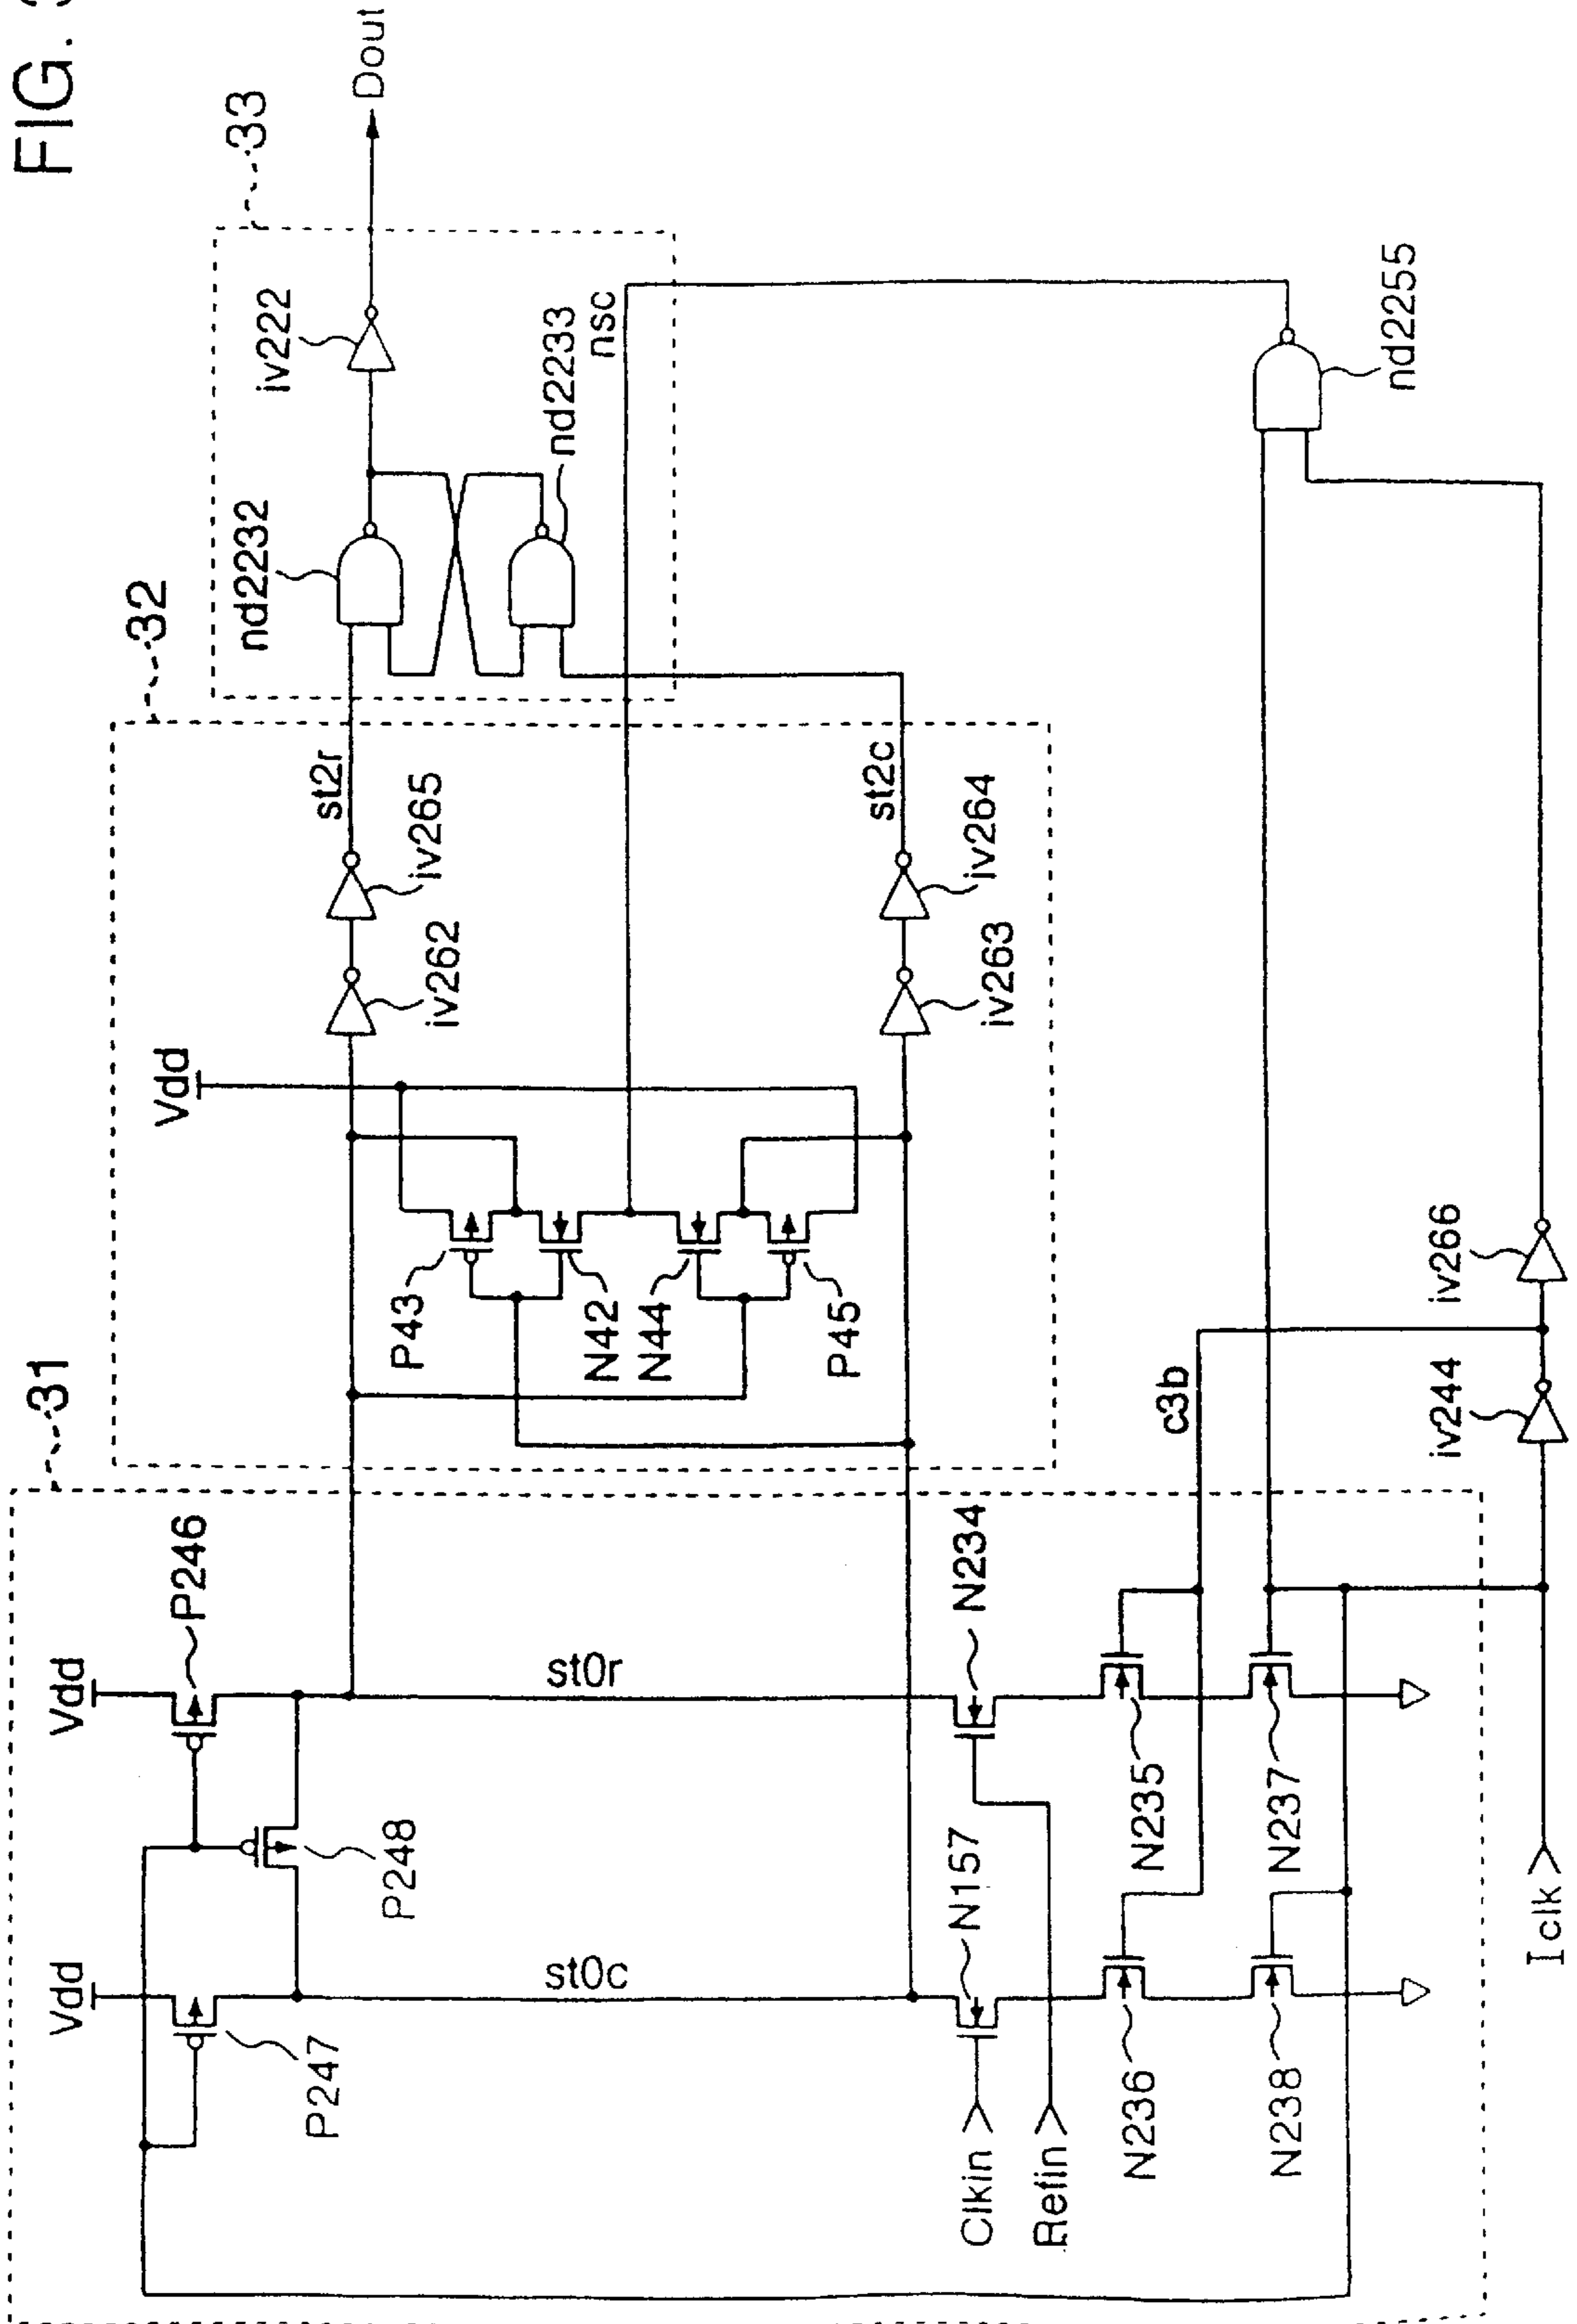 FIG.
31
32
33
Vdd
P247
P248
Vdd
P246
st0c
st0r
Clkin
Refin
N157
N234
N236
N235
N238
N237
Iclk
c3b
iv244
iv266
P43
N42
N44
P45
Vdd
iv262
iv265
st2r
iv263
iv264
st2c
nd2232
nd2233
iv222
nsc
Dout
nd2255